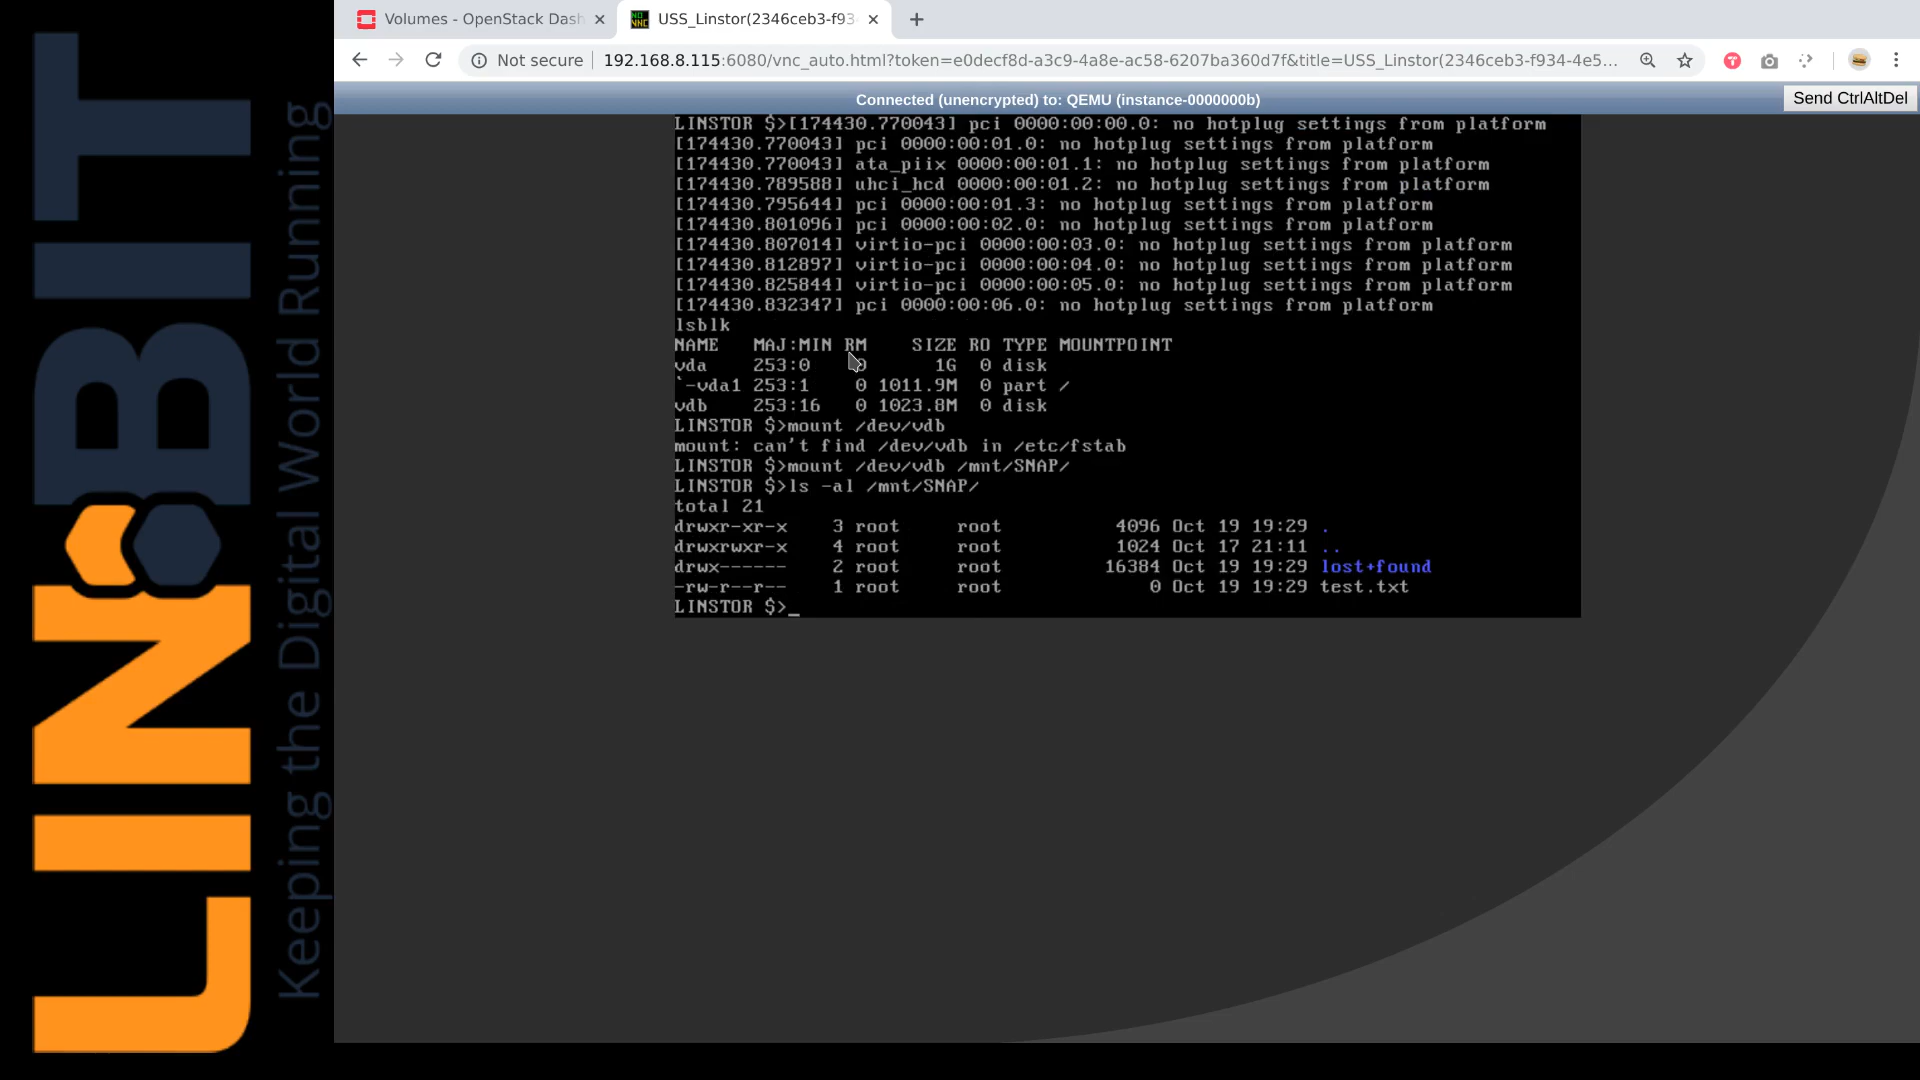 LINBIT
Keeping the Digital World Running
Volumes - OpenStack Dash
USS_Linstor(2346ceb3-f93
Not secure
192.168.8.115:6080/vnc_auto.html?token=e0decf8d-a3c9-4a8e-ac58-6207ba360d7f&title=USS_Linstor(2346ceb3-f934-4e5...
Connected (unencrypted) to: QEMU (instance-0000000b)
Send CtrlAltDel
LINSTOR $>[174430.770043] pci 0000:00:00.0: no hotplug settings from platform
[174430.770043] pci 0000:00:01.0: no hotplug settings from platform
[174430.770043] ata_piix 0000:00:01.1: no hotplug settings from platform
[174430.789588] uhci_hcd 0000:00:01.2: no hotplug settings from platform
[174430.795644] pci 0000:00:01.3: no hotplug settings from platform
[174430.801096] pci 0000:00:02.0: no hotplug settings from platform
[174430.807014] virtio-pci 0000:00:03.0: no hotplug settings from platform
[174430.812897] virtio-pci 0000:00:04.0: no hotplug settings from platform
[174430.825844] virtio-pci 0000:00:05.0: no hotplug settings from platform
[174430.832347] pci 0000:00:06.0: no hotplug settings from platform
lsblk
NAME   MAJ:MIN RM    SIZE RO TYPE MOUNTPOINT
vda    253:0    0      1G  0 disk
`-vda1 253:1    0 1011.9M  0 part /
vdb    253:16   0 1023.8M  0 disk
LINSTOR $>mount /dev/vdb
mount: can't find /dev/vdb in /etc/fstab
LINSTOR $>mount /dev/vdb /mnt/SNAP/
LINSTOR $>ls -al /mnt/SNAP/
total 21
drwxr-xr-x    3 root     root          4096 Oct 19 19:29 .
drwxrwxr-x    4 root     root          1024 Oct 17 21:11 ..
drwx------    2 root     root         16384 Oct 19 19:29 lost+found
-rw-r--r--    1 root     root             0 Oct 19 19:29 test.txt
LINSTOR $>_